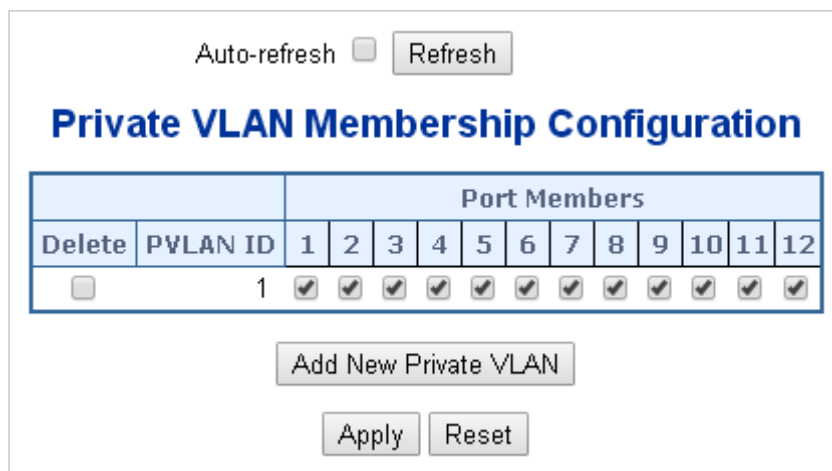 Auto-refresh Refresh
Private VLAN Membership Configuration
Port Members
Delete PVLAN ID 1 2 3 4 5 6 7 8 9 10 11 12
1
Add New Private VLAN
Apply Reset